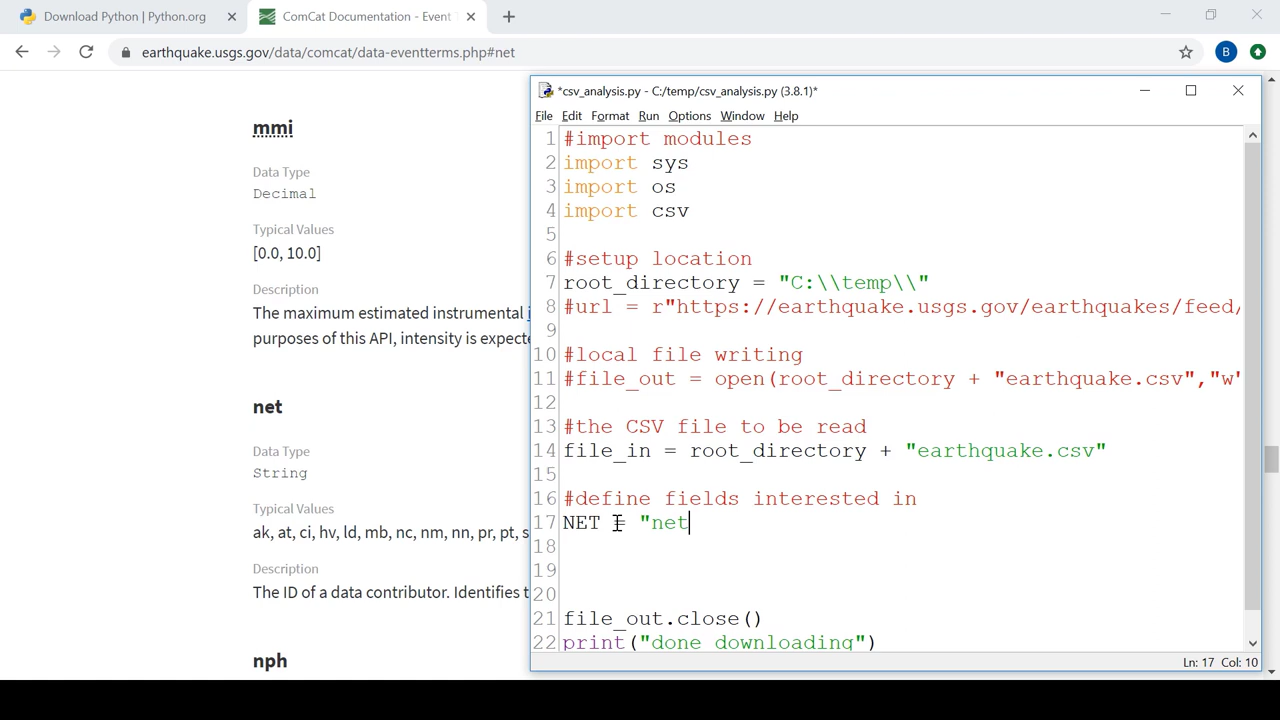 Download Python | Python.org
ComCat Documentation - Event
earthquake.usgs.gov/data/comcat/data-eventterms.php#net
B
mmi
Data Type
Decimal
Typical Values
[0.0, 10.0]
Description
The maximum estimated instrumental
purposes of this API, intensity is expecte
net
Data Type
String
Typical Values
ak, at, ci, hv, ld, mb, nc, nm, nn, pr, pt, s
Description
The ID of a data contributor. Identifies t
nph
*csv_analysis.py - C:/temp/csv_analysis.py (3.8.1)*
File Edit Format Run Options Window Help
1 #import modules
2 import sys
3 import os
4 import csv
5
6 #setup location
7 root_directory = "C:\\temp\\"
8 #url = r"https://earthquake.usgs.gov/earthquakes/feed/
9
10 #local file writing
11 #file_out = open(root_directory + "earthquake.csv","w'
12
13 #the CSV file to be read
14 file_in = root_directory + "earthquake.csv"
15
16 #define fields interested in
17 NET = "net
18
19
20
21 file_out.close()
22 print("done downloading")
Ln: 17 Col: 10